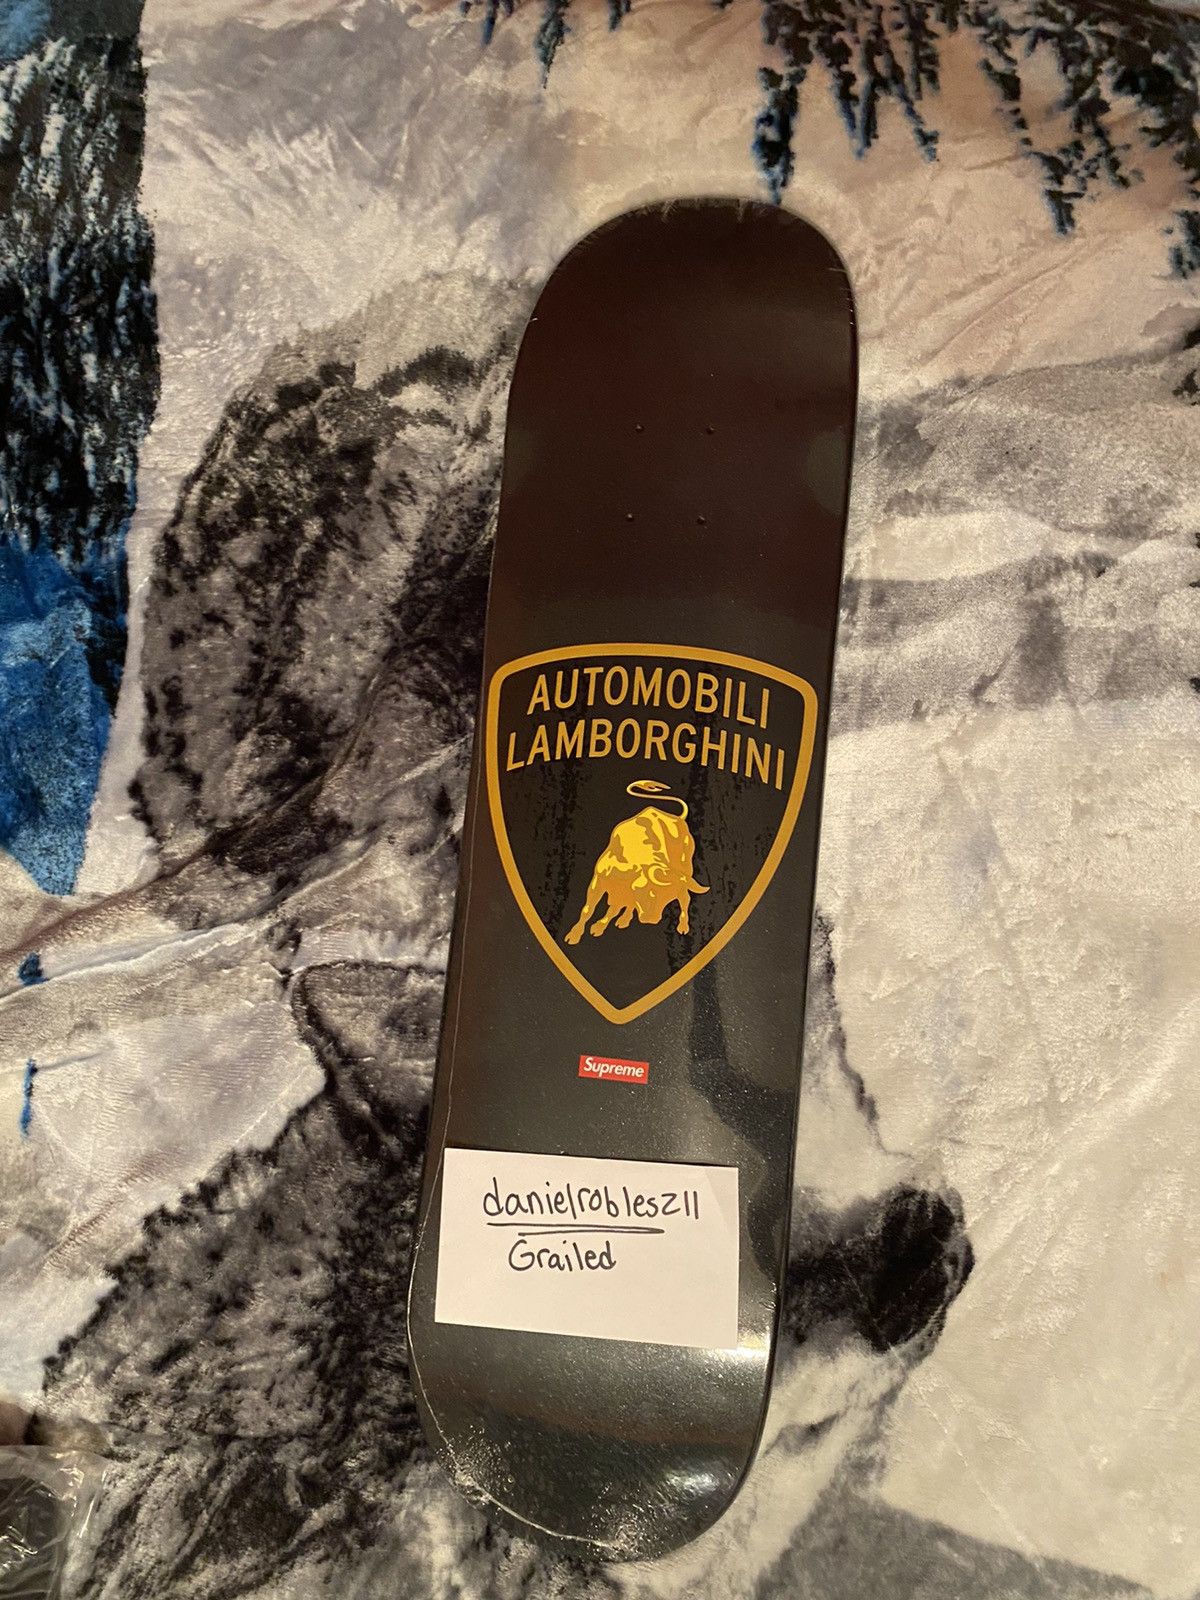 AUTOMOBILI
LAMBORGHINI
Supreme
danielrobles211
Grailed